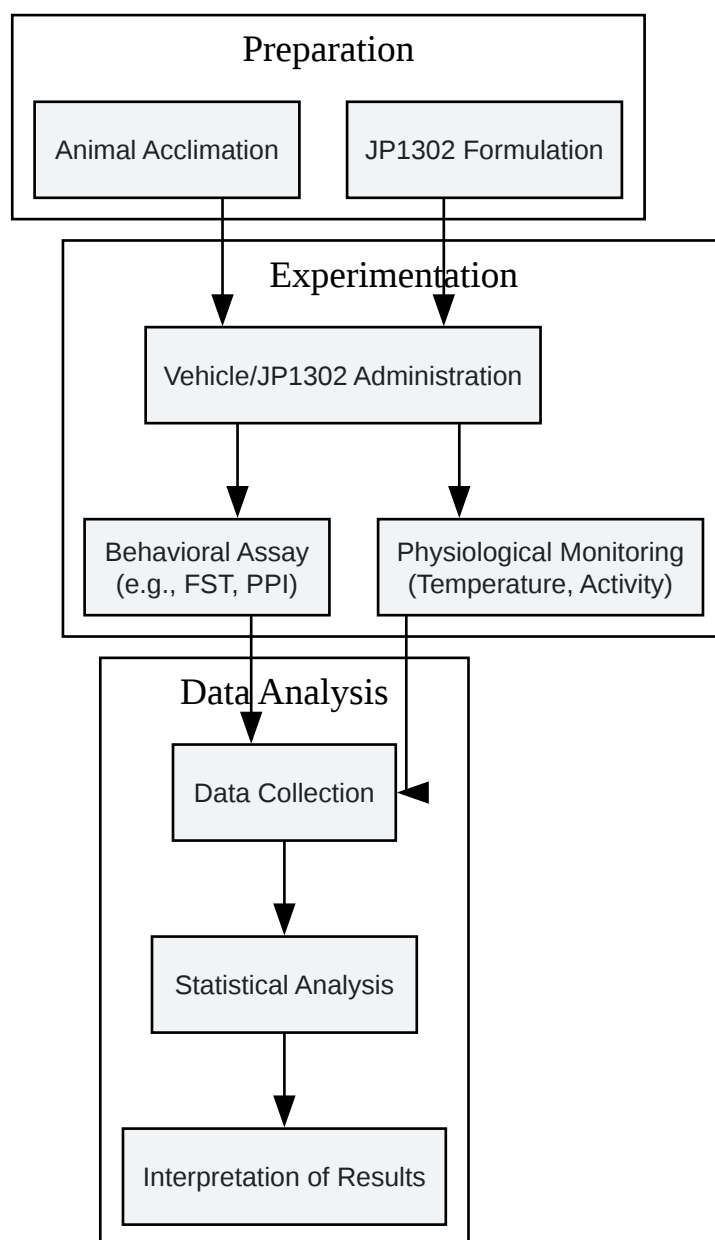 Preparation
Animal Acclimation
JP1302 Formulation
Experimentation
Vehicle/JP1302 Administration
Behavioral Assay
(e.g., FST, PPI)
Physiological Monitoring
(Temperature, Activity)
Data Analysis
Data Collection
Statistical Analysis
Interpretation of Results